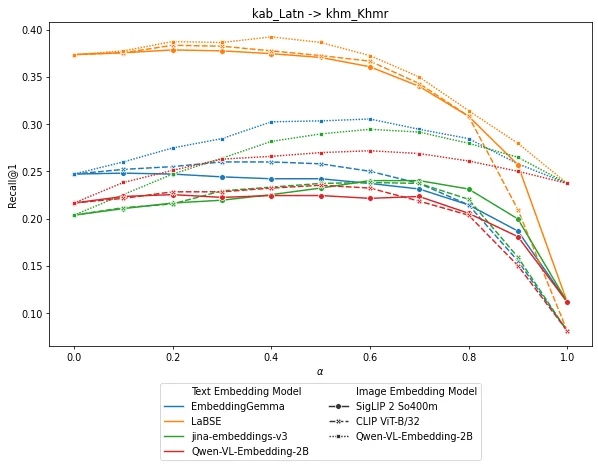 kab_Latn -> khm_Khmr
Recall@1
0.40
0.35
0.30
0.25
0.20
0.15
0.10
0.0
0.2
0.4
0.6
0.8
1.0
α
Text Embedding Model
EmbeddingGemma
LaBSE
jina-embeddings-v3
Qwen-VL-Embedding-2B
Image Embedding Model
SigLIP 2 So400m
CLIP ViT-B/32
Qwen-VL-Embedding-2B